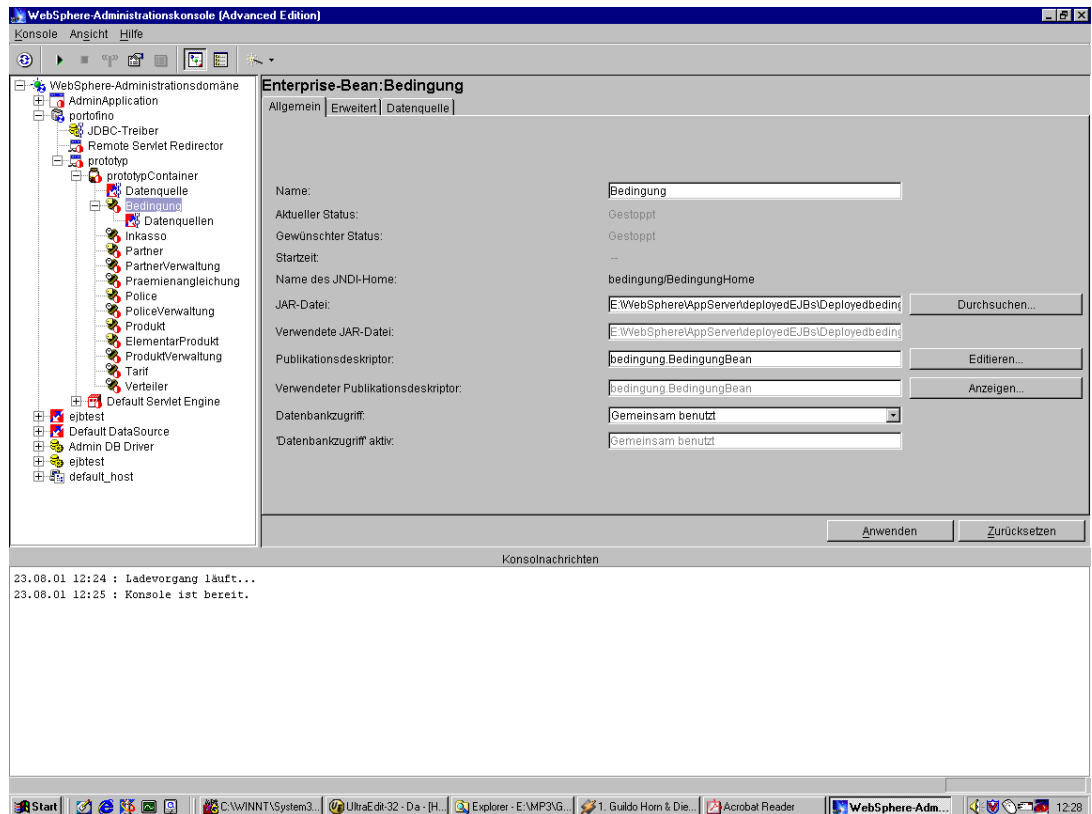 WebSphere-Administrationskonsole (Advanced Edition)
Konsole Ansicht Hilfe
WebSphere-Administrationsdomäne
AdminApplication
portofino
JDBC-Treiber
Remote Servlet Redirector
prototyp
prototypContainer
Datenquelle
Bedingung
Datenquellen
Inkasso
Partner
PartnerVerwaltung
Praemienangleichung
Police
PoliceVerwaltung
Produkt
ElementarProdukt
ProduktVerwaltung
Tarif
Verteiler
Default Servlet Engine
ejbtest
Default DataSource
Admin DB Driver
ejbtest
default_host
Enterprise-Bean:Bedingung
Allgemein Erweitert Datenquelle
Name: Bedingung
Aktueller Status: Gestoppt
Gewünschter Status: Gestoppt
Startzeit: --
Name des JNDI-Home: bedingung/BedingungHome
JAR-Datei: E:\WebSphere\AppServer\deployedEJBs\Deployedbeding Durchsuchen...
Verwendete JAR-Datei: E:\WebSphere\AppServer\deployedEJBs\Deployedbeding
Publikationsdeskriptor: bedingung.BedingungBean Editieren...
Verwendeter Publikationsdeskriptor: bedingung.BedingungBean Anzeigen...
Datenbankzugriff: Gemeinsam benutzt
'Datenbankzugriff' aktiv: Gemeinsam benutzt
Anwenden Zurücksetzen
Konsolnachrichten
23.08.01 12:24 : Ladevorgang läuft...
23.08.01 12:25 : Konsole ist bereit.
Start C:\WINNT\System3... UltraEdit-32 - Da - [H... Explorer - E:\MP3\G... 1. Guildo Horn & Die... Acrobat Reader WebSphere-Adm... 12:28